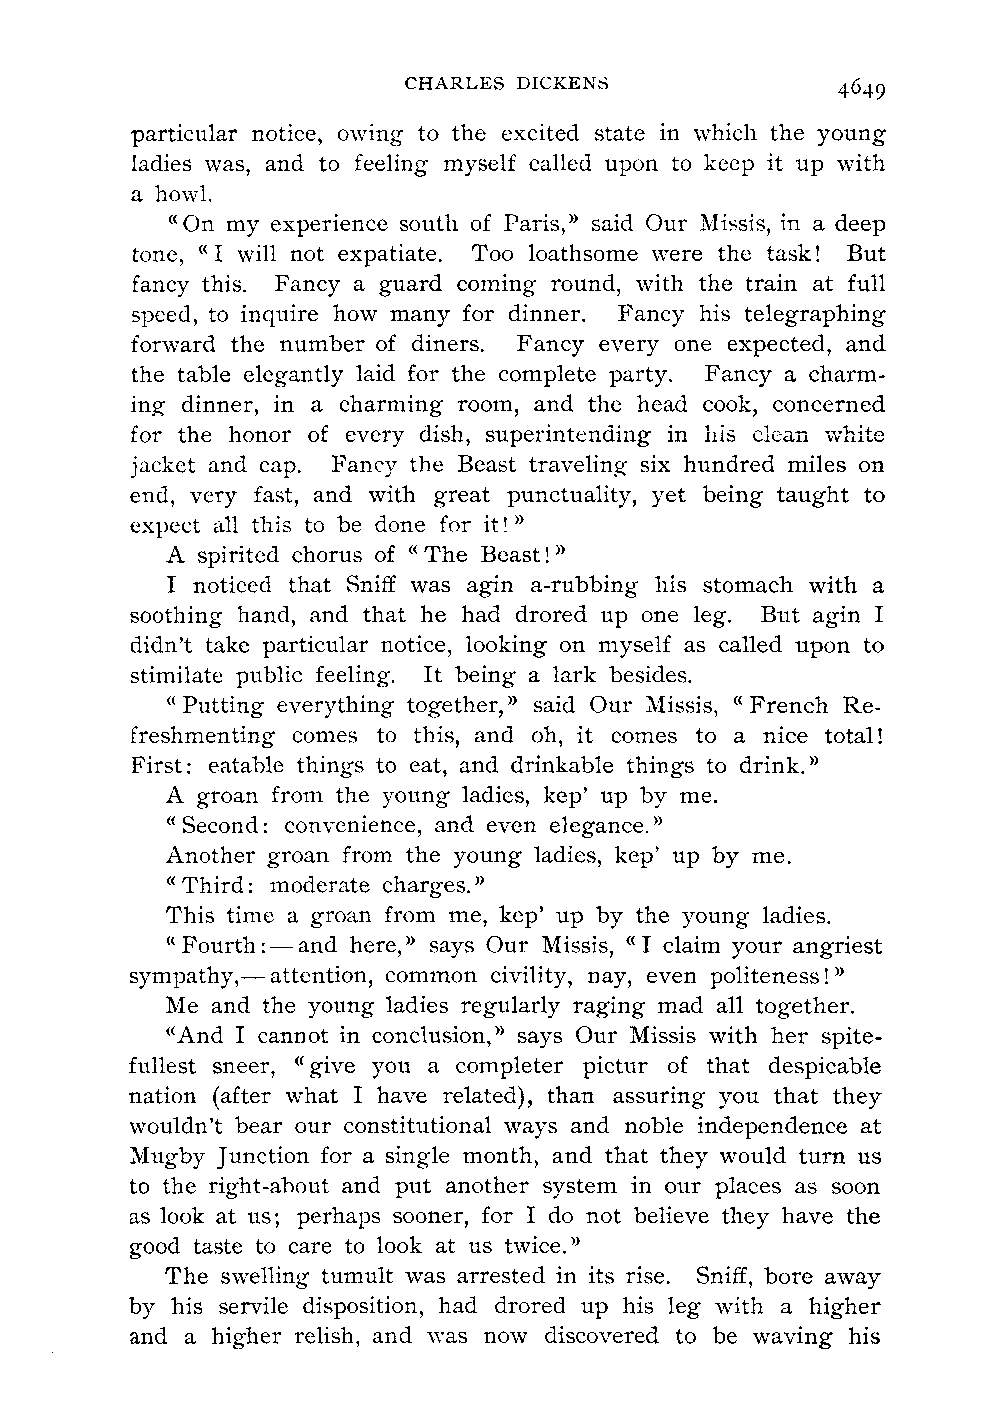 CHARLES DICKENS 4649
particular notice, owing to the excited state in which the young
ladies was, and to feeling myself called upon to keep it up with
a howl.
“On my experience south of Paris,” said Our Missis, in a deep
tone, “I will not expatiate. Too loathsome were the task! But
fancy this. Fancy a guard coming round, with the train at full
speed, to inquire how many for dinner. Fancy his telegraphing
forward the number of diners. Fancy every one expected, and
the table elegantly laid for the complete party. Fancy a charm-
ing dinner, in a charming room, and the head cook, concerned
for the honor of every dish, superintending in his clean white
jacket and cap. Fancy the Beast traveling six hundred miles on
end, very fast, and with great punctuality, yet being taught to
expect all this to be done for it!”
A spirited chorus of “The Beast!”
I noticed that Sniff was agin a-rubbing his stomach with a
soothing hand, and that he had drored up one leg. But agin I
didn't take particular notice, looking on myself as called upon to
stimilate public feeling. It being a lark besides.
“Putting everything together,” said Our Missis, “French Re-
freshmenting comes to this, and oh, it comes to a nice total!
First: eatable things to eat, and drinkable things to drink.”
A groan from the young ladies, kep' up by me.
“Second: convenience, and even elegance.”
Another groan from the young ladies, kep' up by me.
“Third: moderate charges.”
This time a groan from me, kep' up by the young ladies.
“Fourth:—and here,” says Our Missis, “I claim your angriest
sympathy,—attention, common civility, nay, even politeness!”
Me and the young ladies regularly raging mad all together.
“And I cannot in conclusion,” says Our Missis with her spite-
fullest sneer, “give you a completer pictur of that despicable
nation (after what I have related), than assuring you that they
wouldn't bear our constitutional ways and noble independence at
Mugby Junction for a single month, and that they would turn us
to the right-about and put another system in our places as soon
as look at us; perhaps sooner, for I do not believe they have the
good taste to care to look at us twice.”
The swelling tumult was arrested in its rise. Sniff, bore away
by his servile disposition, had drored up his leg with a higher
and a higher relish, and was now discovered to be waving his